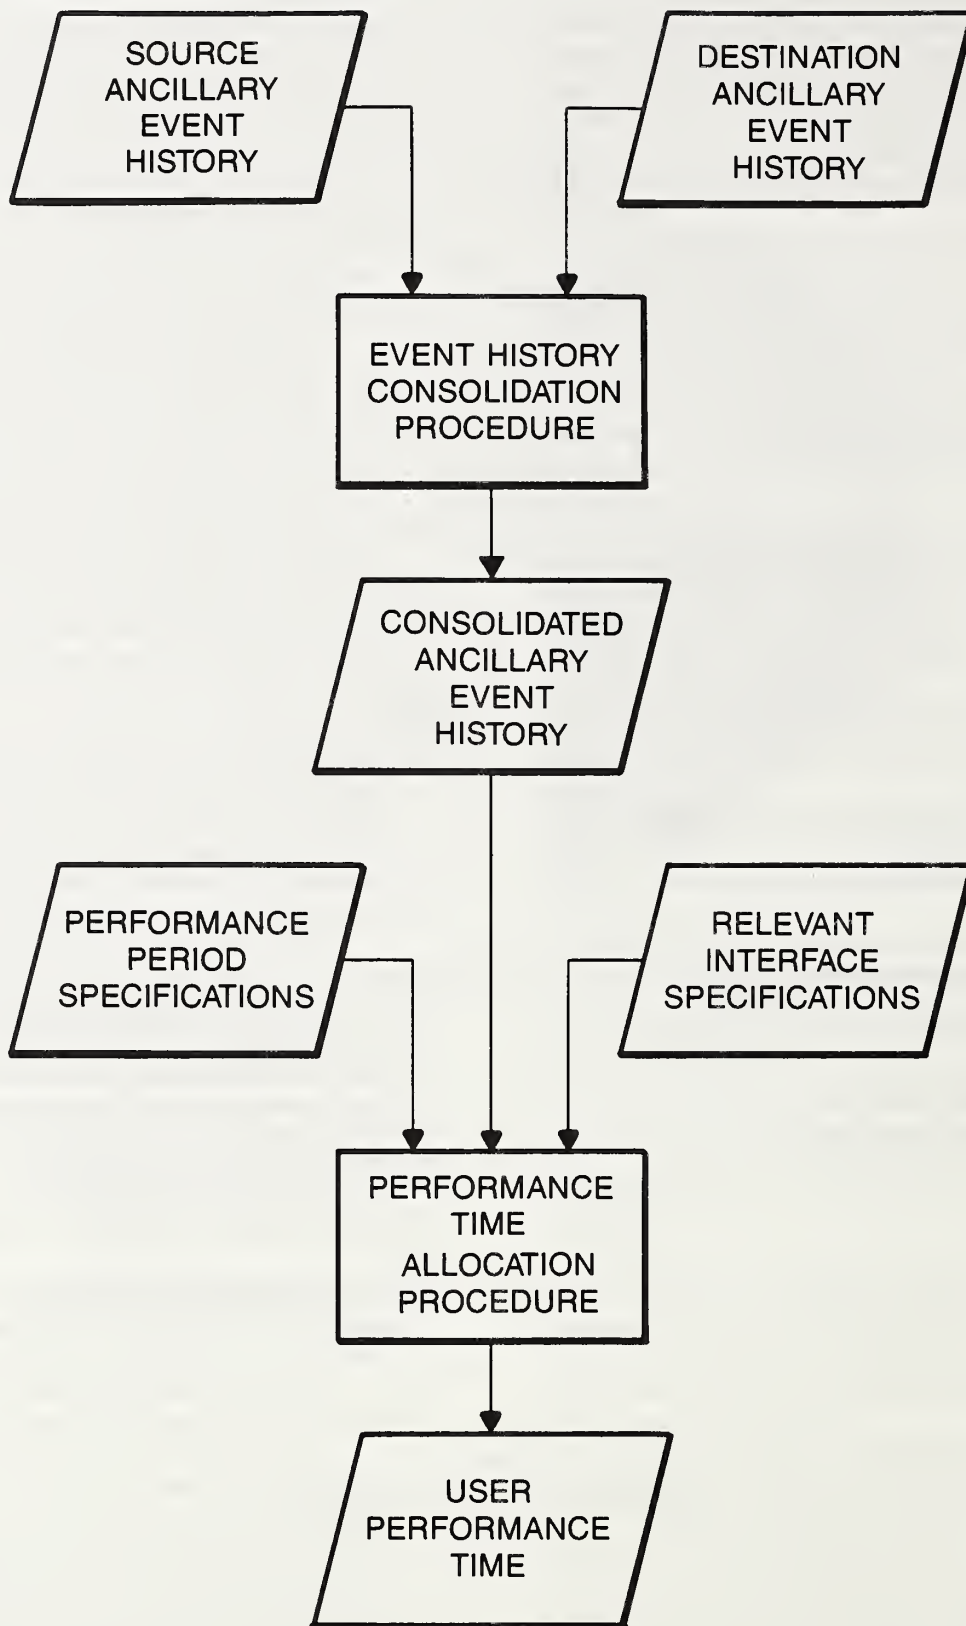 SOURCE
ANCILLARY
EVENT
HISTORY
DESTINATION
ANCILLARY
EVENT
HISTORY
EVENT HISTORY
CONSOLIDATION
PROCEDURE
CONSOLIDATED
ANCILLARY
EVENT
HISTORY
PERFORMANCE
PERIOD
SPECIFICATIONS
RELEVANT
INTERFACE
SPECIFICATIONS
PERFORMANCE
TIME
ALLOCATION
PROCEDURE
USER
PERFORMANCE
TIME